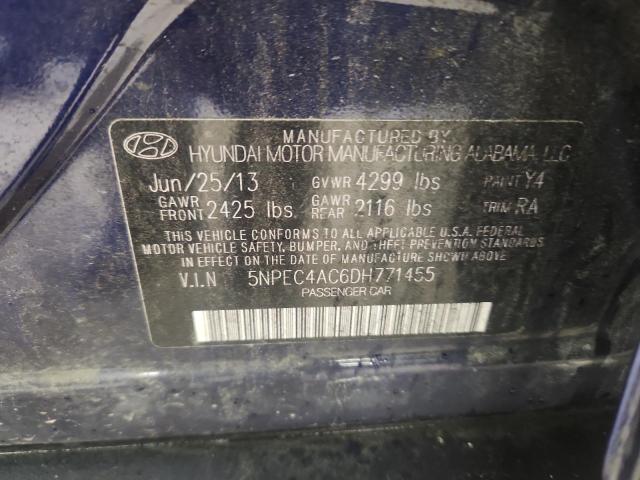 MANUFACTURED BY
HYUNDAI MOTOR MANUFACTURING ALABAMA, LLC
Jun/25/13 GVWR 4299 lbs PAINT Y4
GAWR FRONT 2425 lbs. GAWR REAR 2116 lbs TRIM RA
THIS VEHICLE CONFORMS TO ALL APPLICABLE U.S.A. FEDERAL
MOTOR VEHICLE SAFETY, BUMPER, AND THEFT PREVENTION STANDARDS
IN EFFECT ON THE DATE OF MANUFACTURE SHOWN ABOVE.
V.I.N 5NPEC4AC6DH771455
PASSENGER CAR